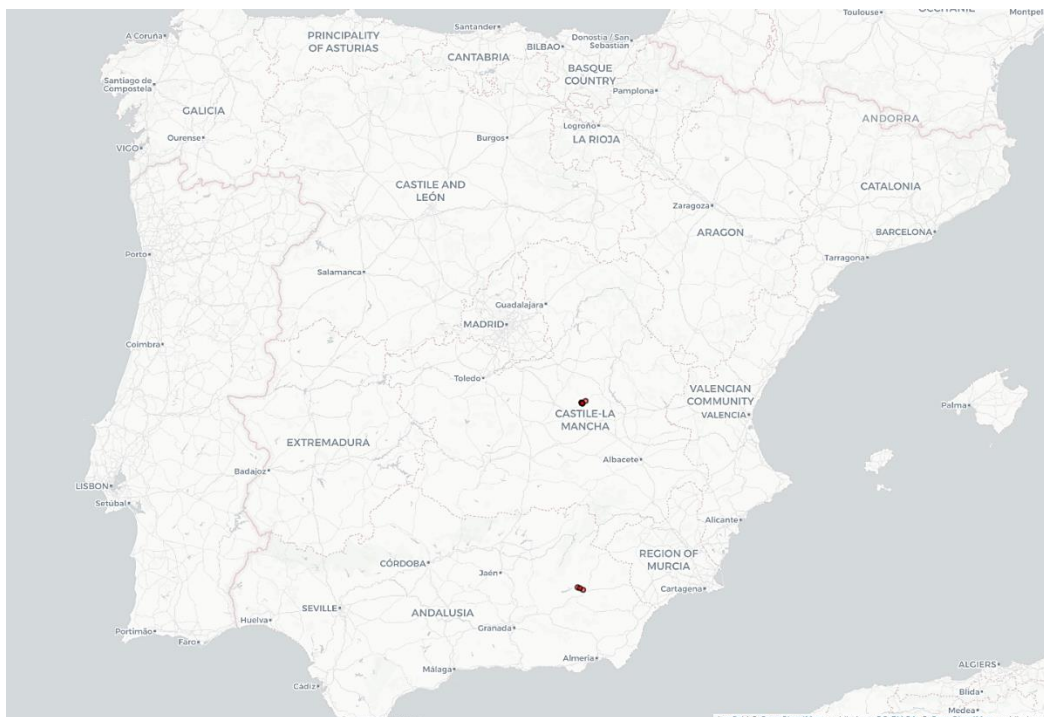 Toulouse
OCCITANIE
Montpel
Santander
A Coruña
PRINCIPALITY
OF ASTURIAS
Donostia / San
Sebastián
BILBAO
CANTABRIA
BASQUE
COUNTRY
Santiago de
Compostela
Pamplona
GALICIA
ANDORRA
Logroño
Ourense
Burgos
LA RIOJA
VIGO
CASTILE AND
LEÓN
CATALONIA
Zaragoza
ARAGON
BARCELONA
Porto
Tarragona
Salamanca
Guadalajara
MADRID
Coimbra
Toledo
VALENCIAN
COMMUNITY
Palma
CASTILE-LA
MANCHA
VALENCIA
EXTREMADURA
Albacete
Badajoz
LISBON
Setúbal
Alicante
REGION OF
MURCIA
CÓRDOBA
Jaén
Cartagena
SEVILLE
ANDALUSIA
Huelva
Granada
Portimão
Faro
Almería
ALGIERS
Málaga
Cádiz
Blida
Medea